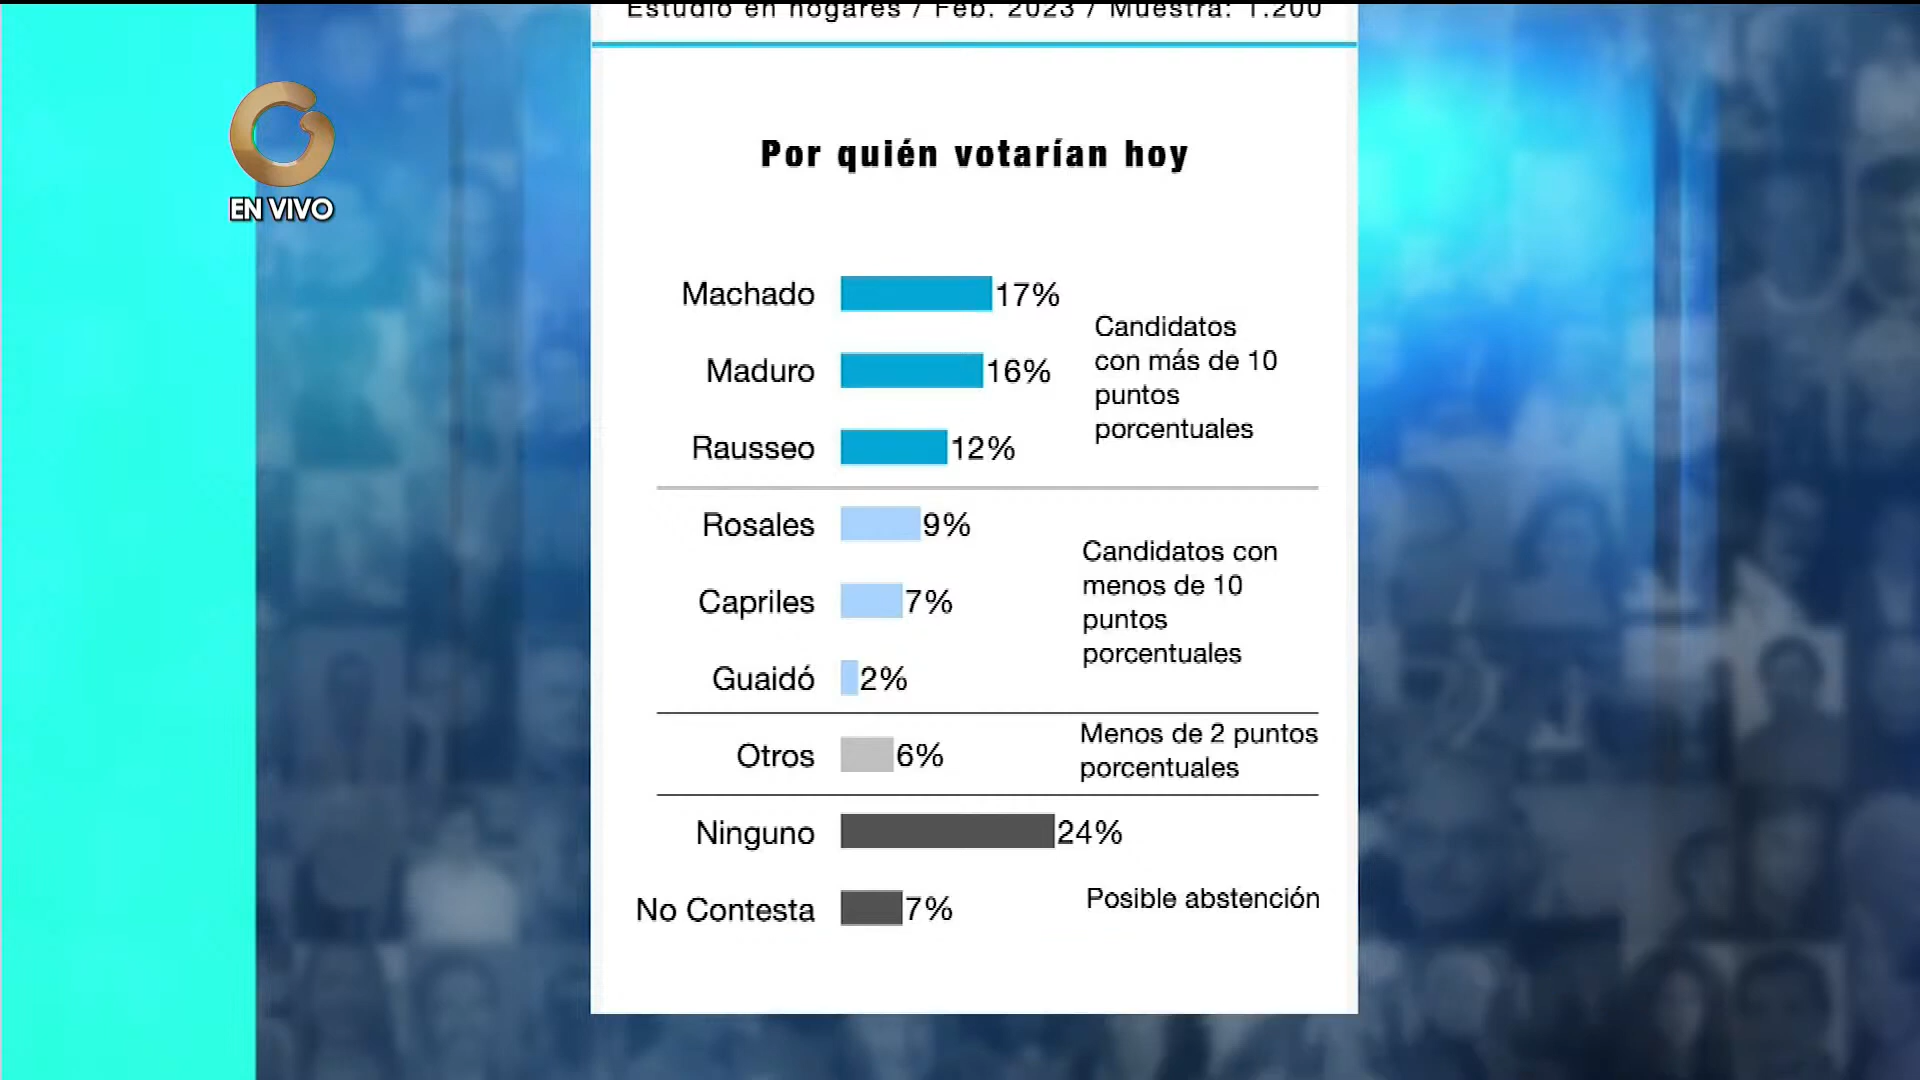 Estudio en hogares / Feb. 2023 / Muestra: 1.200
EN VIVO
Por quién votarían hoy
Machado 17%
Maduro 16%
Rausseo 12%
Candidatos
con más de 10
puntos
porcentuales
Rosales 9%
Capriles 7%
Guaidó 2%
Candidatos con
menos de 10
puntos
porcentuales
Otros 6%
Menos de 2 puntos
porcentuales
Ninguno 24%
No Contesta 7%
Posible abstención